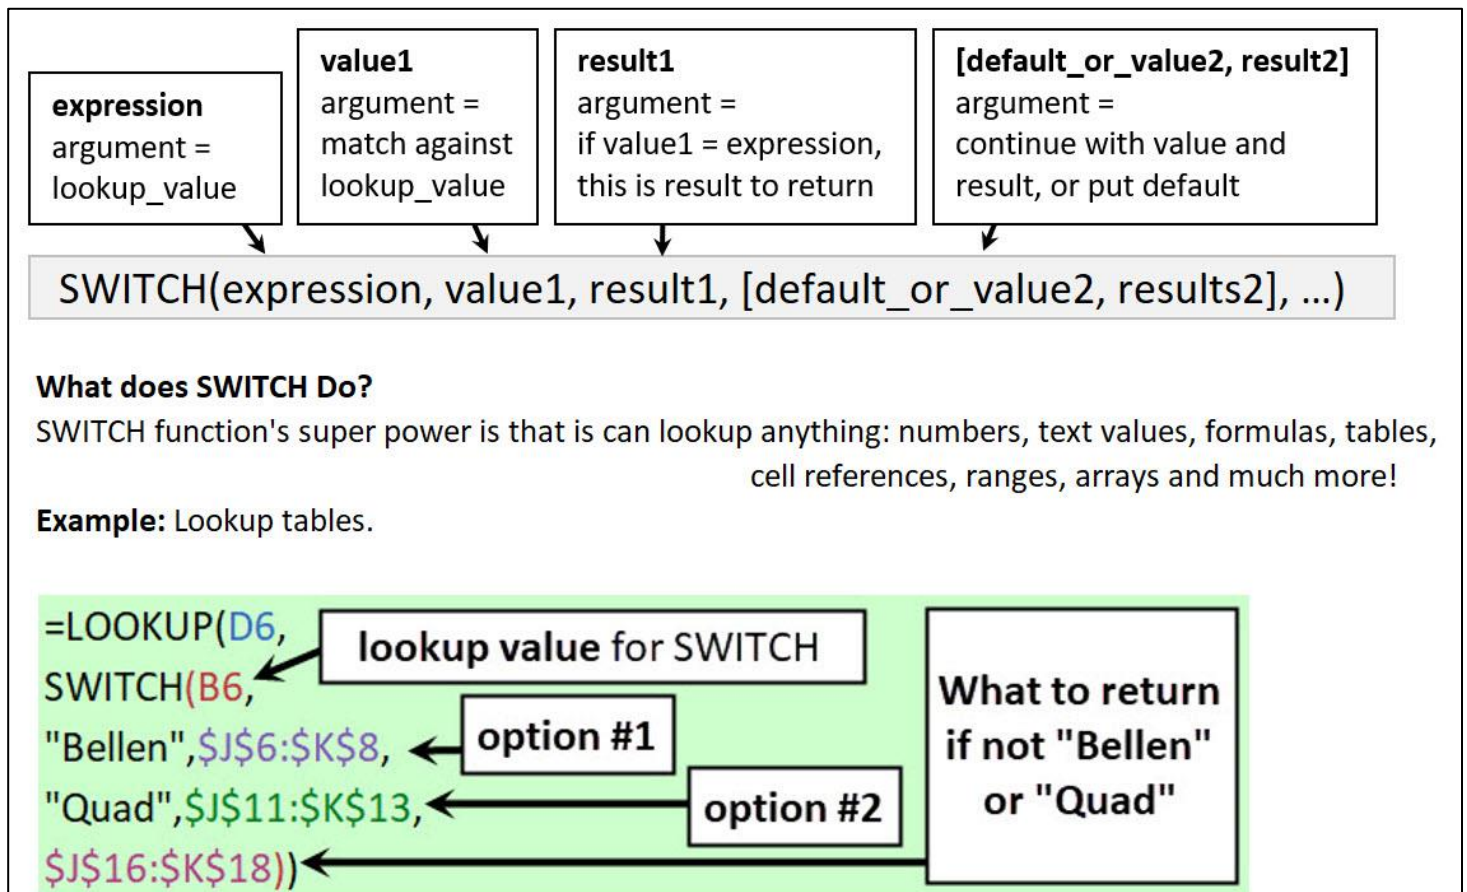 expression
argument =
lookup_value
value1
argument =
match against
lookup_value
result1
argument =
if value1 = expression,
this is result to return
[default_or_value2, result2]
argument =
continue with value and
result, or put default
SWITCH(expression, value1, result1, [default_or_value2, results2], ...)
What does SWITCH Do?
SWITCH function's super power is that is can lookup anything: numbers, text values, formulas, tables,
cell references, ranges, arrays and much more!
Example: Lookup tables.
=LOOKUP(D6,
lookup value for SWITCH
SWITCH(B6,
"Bellen",$J$6:$K$8,
option #1
"Quad",$J$11:$K$13,
option #2
$J$16:$K$18))
What to return
if not "Bellen"
or "Quad"